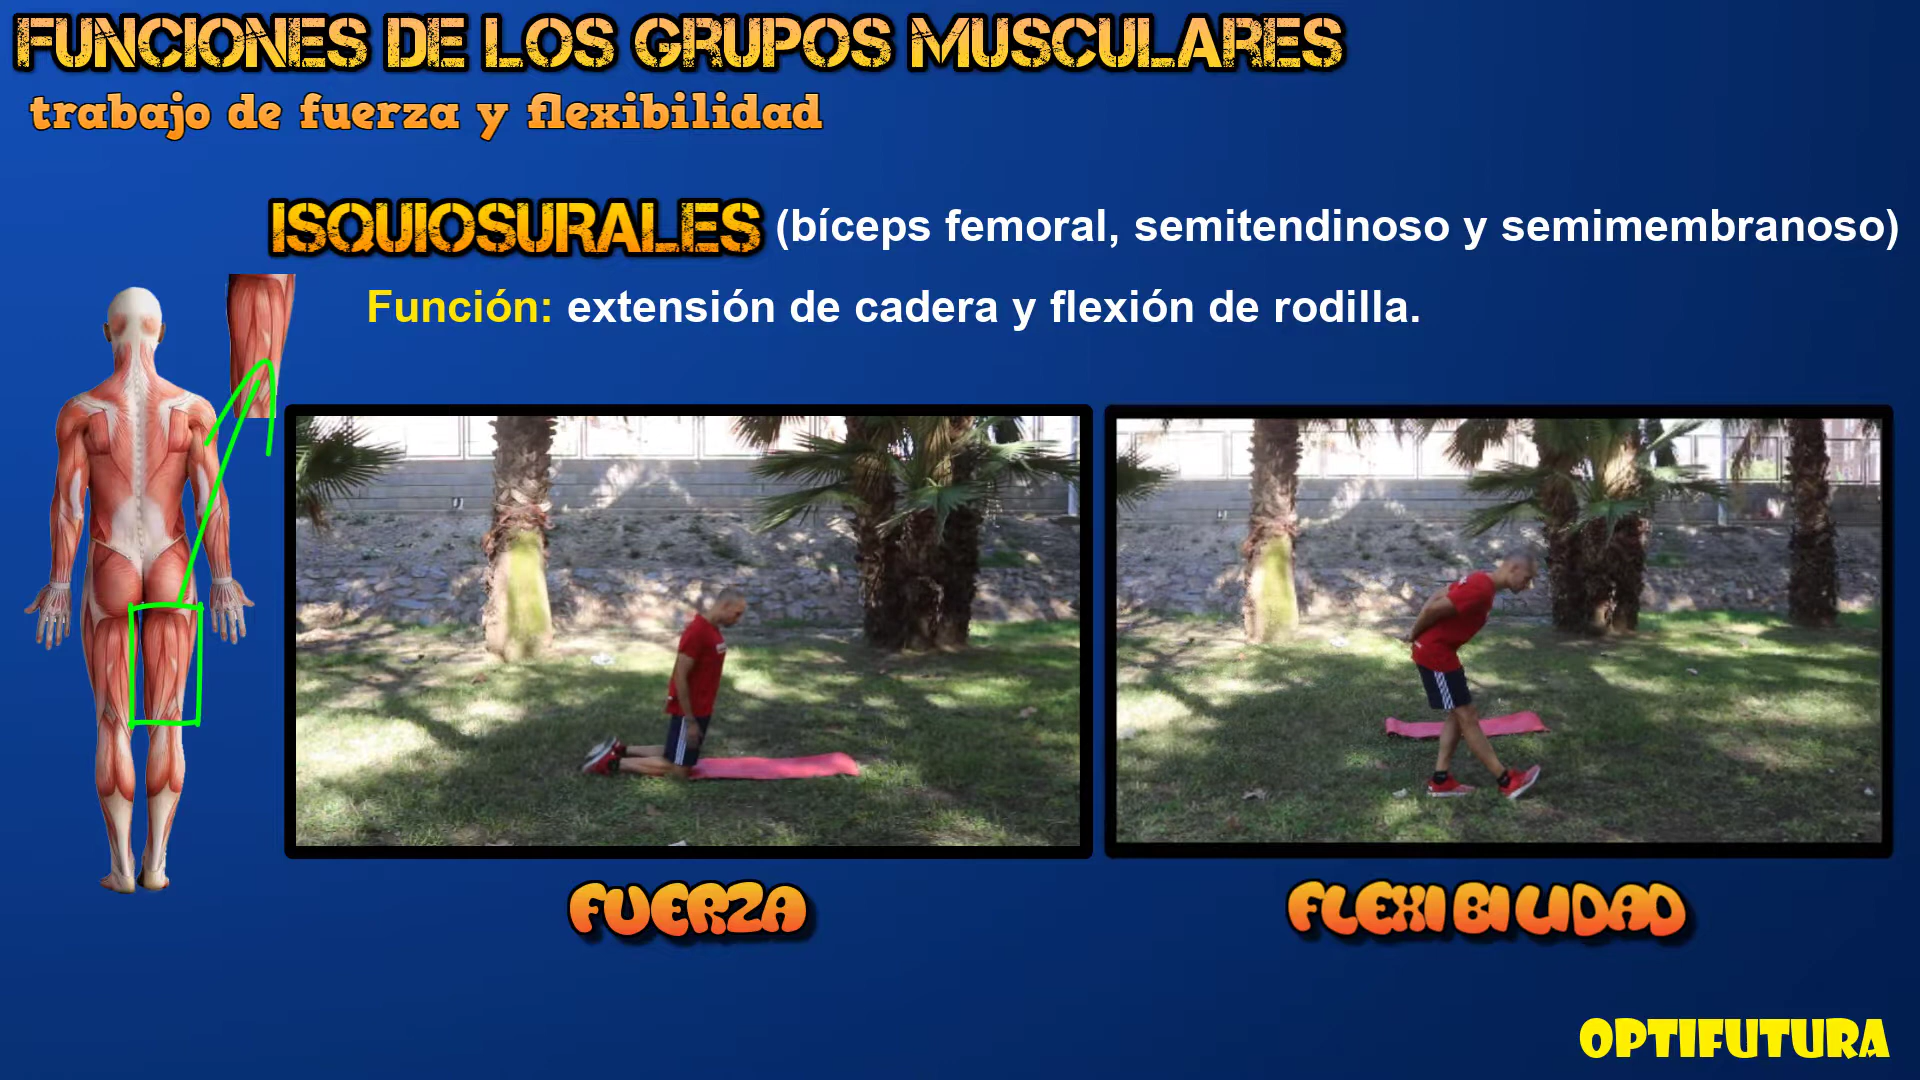 FUNCIONES DE LOS GRUPOS MUSCULARES
trabajo de fuerza y flexibilidad
ISQUIOSURALES (bíceps femoral, semitendinoso y semimembranoso)
Función: extensión de cadera y flexión de rodilla.
FUERZA
FLEXIBILIDAD
OPTIFUTURA